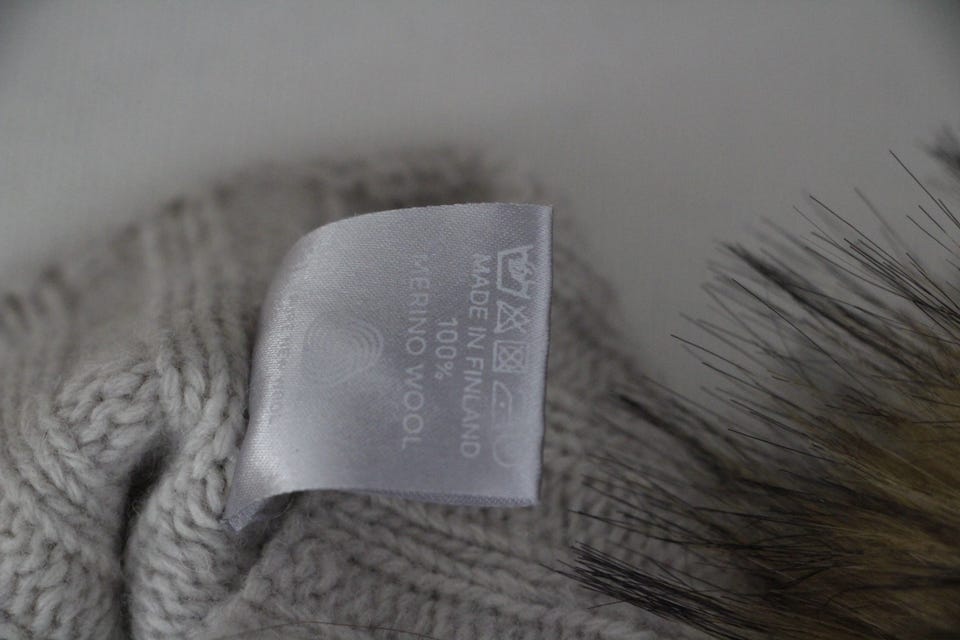 100%
MERINO WOOL
MADE IN FINLAND